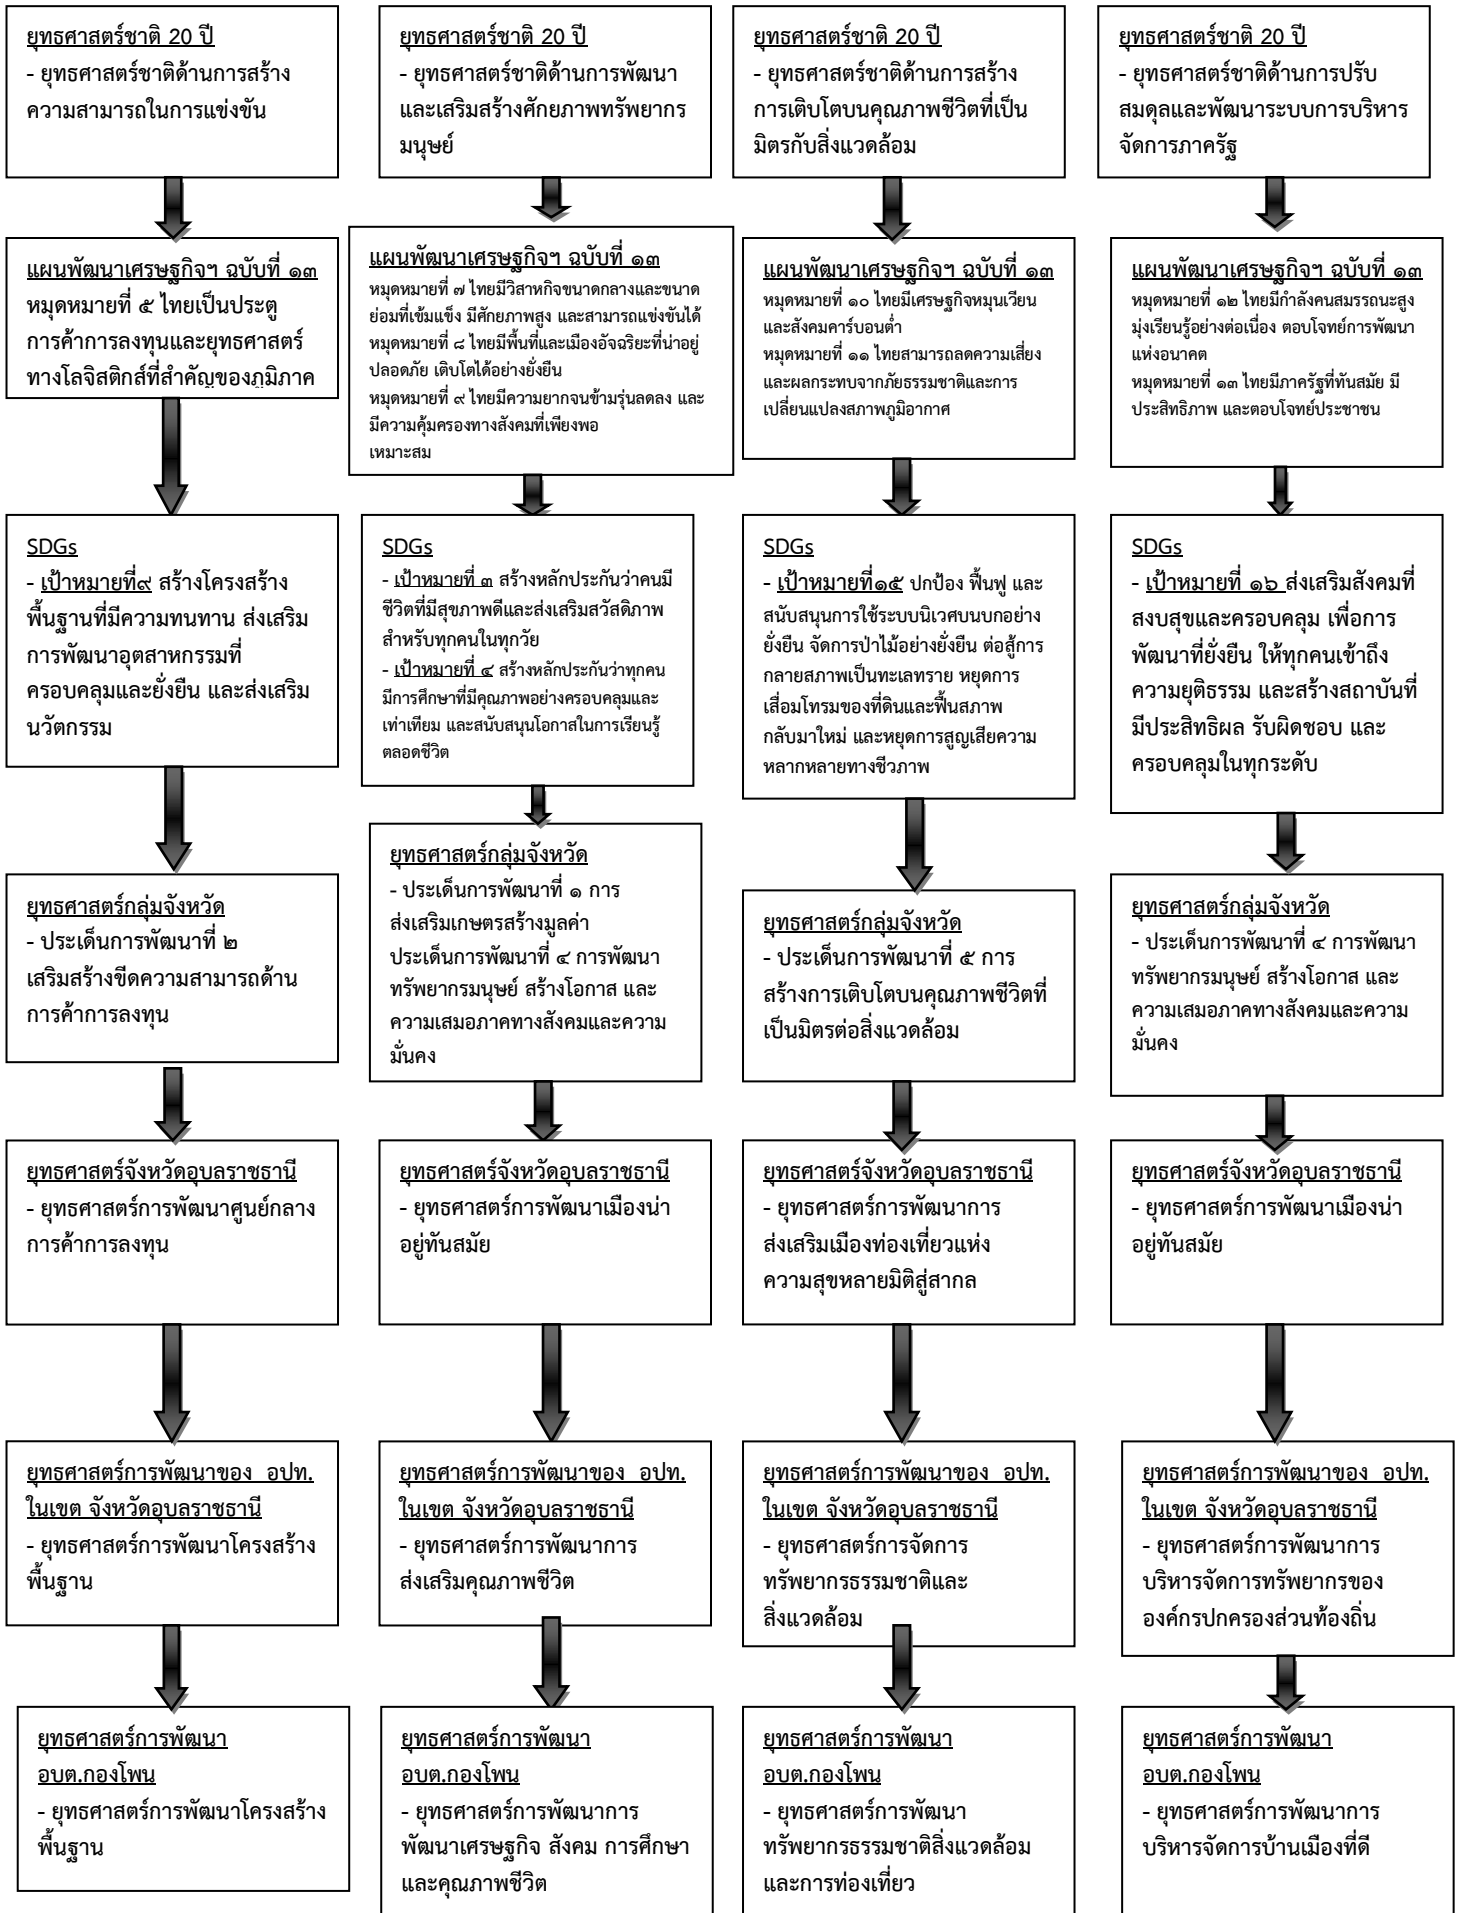 ยุทธศาสตร์ชาติ 20 ปี
- ยุทธศาสตร์ชาติด้านการสร้าง
ความสามารถในการแข่งขัน
ยุทธศาสตร์ชาติ 20 ปี
- ยุทธศาสตร์ชาติด้านการพัฒนา
และเสริมสร้างศักยภาพทรัพยากร
มนุษย์
ยุทธศาสตร์ชาติ 20 ปี
- ยุทธศาสตร์ชาติด้านการสร้าง
การเติบโตบนคุณภาพชีวิตที่เป็น
มิตรกับสิ่งแวดล้อม
ยุทธศาสตร์ชาติ 20 ปี
- ยุทธศาสตร์ชาติด้านการปรับ
สมดุลและพัฒนาระบบการบริหาร
จัดการภาครัฐ
แผนพัฒนาเศรษฐกิจฯ ฉบับที่ ๑๓
หมุดหมายที่ ๕ ไทยเป็นประตู
การค้าการลงทุนและยุทธศาสตร์
ทางโลจิสติกส์ที่สำคัญของภูมิภาค
แผนพัฒนาเศรษฐกิจฯ ฉบับที่ ๑๓
หมุดหมายที่ ๗ ไทยมีวิสาหกิจขนาดกลางและขนาด
ย่อมที่เข้มแข็ง มีศักยภาพสูง และสามารถแข่งขันได้
หมุดหมายที่ ๘ ไทยมีพื้นที่และเมืองอัจฉริยะที่น่าอยู่
ปลอดภัย เติบโตได้อย่างยั่งยืน
หมุดหมายที่ ๙ ไทยมีความยากจนข้ามรุ่นลดลง และ
มีความคุ้มครองทางสังคมที่เพียงพอ
เหมาะสม
แผนพัฒนาเศรษฐกิจฯ ฉบับที่ ๑๓
หมุดหมายที่ ๑๐ ไทยมีเศรษฐกิจหมุนเวียน
และสังคมคาร์บอนต่ำ
หมุดหมายที่ ๑๑ ไทยสามารถลดความเสี่ยง
และผลกระทบจากภัยธรรมชาติและการ
เปลี่ยนแปลงสภาพภูมิอากาศ
แผนพัฒนาเศรษฐกิจฯ ฉบับที่ ๑๓
หมุดหมายที่ ๑๒ ไทยมีกำลังคนสมรรถนะสูง
มุ่งเรียนรู้อย่างต่อเนื่อง ตอบโจทย์การพัฒนา
แห่งอนาคต
หมุดหมายที่ ๑๓ ไทยมีภาครัฐที่ทันสมัย มี
ประสิทธิภาพ และตอบโจทย์ประชาชน
SDGs
- เป้าหมายที่๙ สร้างโครงสร้าง
พื้นฐานที่มีความทนทาน ส่งเสริม
การพัฒนาอุตสาหกรรมที่
ครอบคลุมและยั่งยืน และส่งเสริม
นวัตกรรม
SDGs
- เป้าหมายที่ ๓ สร้างหลักประกันว่าคนมี
ชีวิตที่มีสุขภาพดีและส่งเสริมสวัสดิภาพ
สำหรับทุกคนในทุกวัย
- เป้าหมายที่ ๔ สร้างหลักประกันว่าทุกคน
มีการศึกษาที่มีคุณภาพอย่างครอบคลุมและ
เท่าเทียม และสนับสนุนโอกาสในการเรียนรู้
ตลอดชีวิต
SDGs
- เป้าหมายที่๑๕ ปกป้อง ฟื้นฟู และ
สนับสนุนการใช้ระบบนิเวศบนบกอย่าง
ยั่งยืน จัดการป่าไม้อย่างยั่งยืน ต่อสู้การ
กลายสภาพเป็นทะเลทราย หยุดการ
เสื่อมโทรมของที่ดินและฟื้นสภาพ
กลับมาใหม่ และหยุดการสูญเสียความ
หลากหลายทางชีวภาพ
SDGs
- เป้าหมายที่ ๑๖ ส่งเสริมสังคมที่
สงบสุขและครอบคลุม เพื่อการ
พัฒนาที่ยั่งยืน ให้ทุกคนเข้าถึง
ความยุติธรรม และสร้างสถาบันที่
มีประสิทธิผล รับผิดชอบ และ
ครอบคลุมในทุกระดับ
ยุทธศาสตร์กลุ่มจังหวัด
- ประเด็นการพัฒนาที่ ๒
เสริมสร้างขีดความสามารถด้าน
การค้าการลงทุน
ยุทธศาสตร์กลุ่มจังหวัด
- ประเด็นการพัฒนาที่ ๑ การ
ส่งเสริมเกษตรสร้างมูลค่า
ประเด็นการพัฒนาที่ ๔ การพัฒนา
ทรัพยากรมนุษย์ สร้างโอกาส และ
ความเสมอภาคทางสังคมและความ
มั่นคง
ยุทธศาสตร์กลุ่มจังหวัด
- ประเด็นการพัฒนาที่ ๕ การ
สร้างการเติบโตบนคุณภาพชีวิตที่
เป็นมิตรต่อสิ่งแวดล้อม
ยุทธศาสตร์กลุ่มจังหวัด
- ประเด็นการพัฒนาที่ ๔ การพัฒนา
ทรัพยากรมนุษย์ สร้างโอกาส และ
ความเสมอภาคทางสังคมและความ
มั่นคง
ยุทธศาสตร์จังหวัดอุบลราชธานี
- ยุทธศาสตร์การพัฒนาศูนย์กลาง
การค้าการลงทุน
ยุทธศาสตร์จังหวัดอุบลราชธานี
- ยุทธศาสตร์การพัฒนาเมืองน่า
อยู่ทันสมัย
ยุทธศาสตร์จังหวัดอุบลราชธานี
- ยุทธศาสตร์การพัฒนาการ
ส่งเสริมเมืองท่องเที่ยวแห่ง
ความสุขหลายมิติสู่สากล
ยุทธศาสตร์จังหวัดอุบลราชธานี
- ยุทธศาสตร์การพัฒนาเมืองน่า
อยู่ทันสมัย
ยุทธศาสตร์การพัฒนาของ อปท.
ในเขต จังหวัดอุบลราชธานี
- ยุทธศาสตร์การพัฒนาโครงสร้าง
พื้นฐาน
ยุทธศาสตร์การพัฒนาของ อปท.
ในเขต จังหวัดอุบลราชธานี
- ยุทธศาสตร์การพัฒนาการ
ส่งเสริมคุณภาพชีวิต
ยุทธศาสตร์การพัฒนาของ อปท.
ในเขต จังหวัดอุบลราชธานี
- ยุทธศาสตร์การจัดการ
ทรัพยากรธรรมชาติและ
สิ่งแวดล้อม
ยุทธศาสตร์การพัฒนาของ อปท.
ในเขต จังหวัดอุบลราชธานี
- ยุทธศาสตร์การพัฒนาการ
บริหารจัดการทรัพยากรของ
องค์กรปกครองส่วนท้องถิ่น
ยุทธศาสตร์การพัฒนา
อบต.กองโพน
- ยุทธศาสตร์การพัฒนาโครงสร้าง
พื้นฐาน
ยุทธศาสตร์การพัฒนา
อบต.กองโพน
- ยุทธศาสตร์การพัฒนาการ
พัฒนาเศรษฐกิจ สังคม การศึกษา
และคุณภาพชีวิต
ยุทธศาสตร์การพัฒนา
อบต.กองโพน
- ยุทธศาสตร์การพัฒนา
ทรัพยากรธรรมชาติสิ่งแวดล้อม
และการท่องเที่ยว
ยุทธศาสตร์การพัฒนา
อบต.กองโพน
- ยุทธศาสตร์การพัฒนาการ
บริหารจัดการบ้านเมืองที่ดี